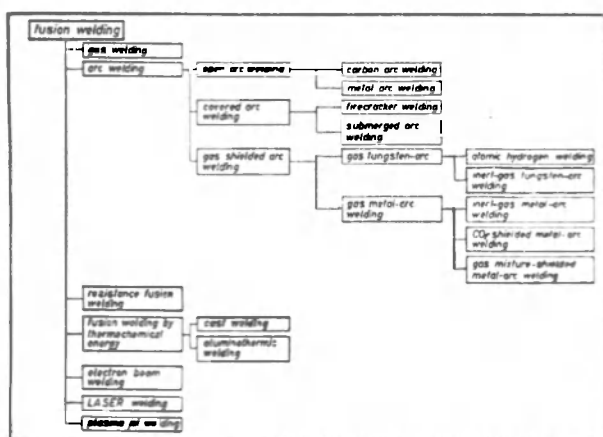 fusion welding
gas welding
arc welding
open arc welding
carbon arc welding
metal arc welding
covered arc
welding
firecracker welding
submerged arc
welding
gas shielded arc
welding
gas tungsten-arc
atomic hydrogen welding
inert-gas tungsten-arc
welding
gas metal-arc
welding
inert-gas metal-arc
welding
CO₂ shielded metal-arc
welding
gas mixture-shielded
metal-arc welding
resistance fusion
welding
fusion welding by
thermochemical
energy
cast welding
aluminothermic
welding
electron beam
welding
LASER welding
plasma jet welding